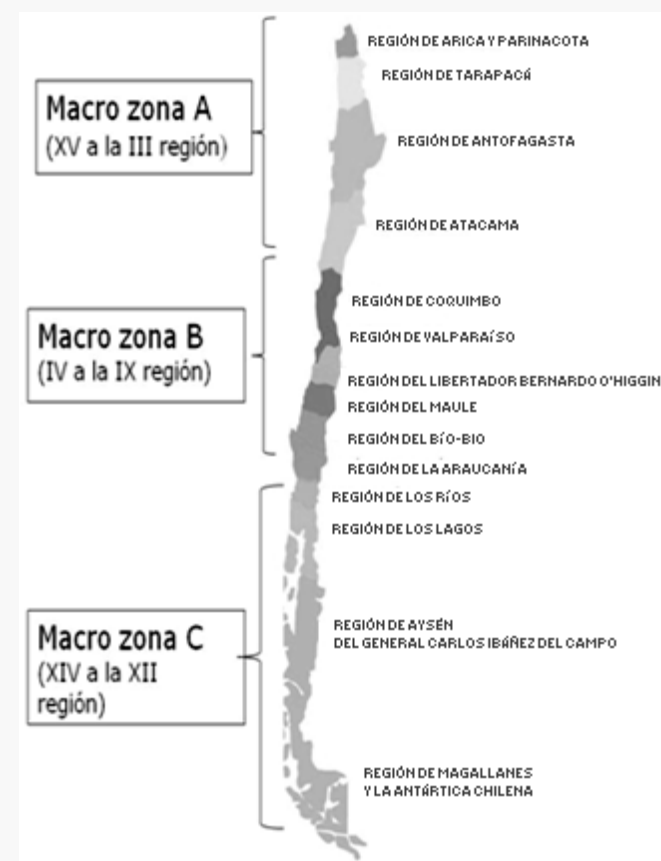 REGIÓN DE ARICA Y PARINACOTA
REGIÓN DE TARAPACÁ
Macro zona A
(XV a la III región)
REGIÓN DE ANTOFAGASTA
REGIÓN DE ATACAMA
Macro zona B
(IV a la IX región)
REGIÓN DE COQUIMBO
REGIÓN DE VALPARAÍSO
REGIÓN DEL LIBERTADOR BERNARDO O'HIGGIN
REGIÓN DEL MAULE
REGIÓN DEL BÍO-BIO
REGIÓN DE LA ARAUCANÍA
REGIÓN DE LOS RÍOS
REGIÓN DE LOS LAGOS
Macro zona C
(XIV a la XII
región)
REGIÓN DE AYSÉN
DEL GENERAL CARLOS IBÁÑEZ DEL CAMPO
REGIÓN DE MAGALLANES
Y LA ANTÁRTICA CHILENA